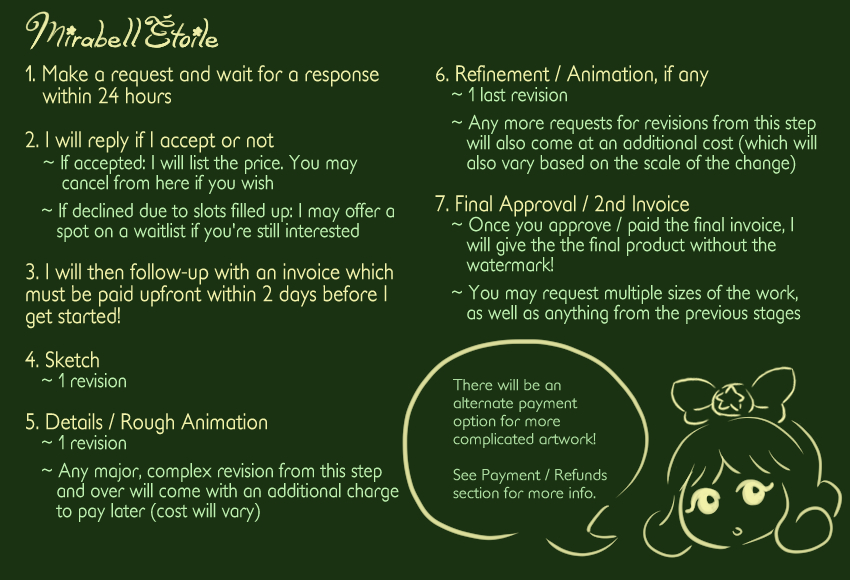 Mirabell Étoile
1. Make a request and wait for a response
within 24 hours
2. I will reply if I accept or not
~ If accepted: I will list the price. You may
cancel from here if you wish
~ If declined due to slots filled up: I may offer a
spot on a waitlist if you're still interested
3. I will then follow-up with an invoice which
must be paid upfront within 2 days before I
get started!
4. Sketch
~ 1 revision
5. Details / Rough Animation
~ 1 revision
~ Any major, complex revision from this step
and over will come with an additional charge
to pay later (cost will vary)
6. Refinement / Animation, if any
~ 1 last revision
~ Any more requests for revisions from this step
will also come at an additional cost (which will
also vary based on the scale of the change)
7. Final Approval / 2nd Invoice
~ Once you approve / paid the final invoice, I
will give the the final product without the
watermark!
~ You may request multiple sizes of the work,
as well as anything from the previous stages
There will be an
alternate payment
option for more
complicated artwork!
See Payment / Refunds
section for more info.